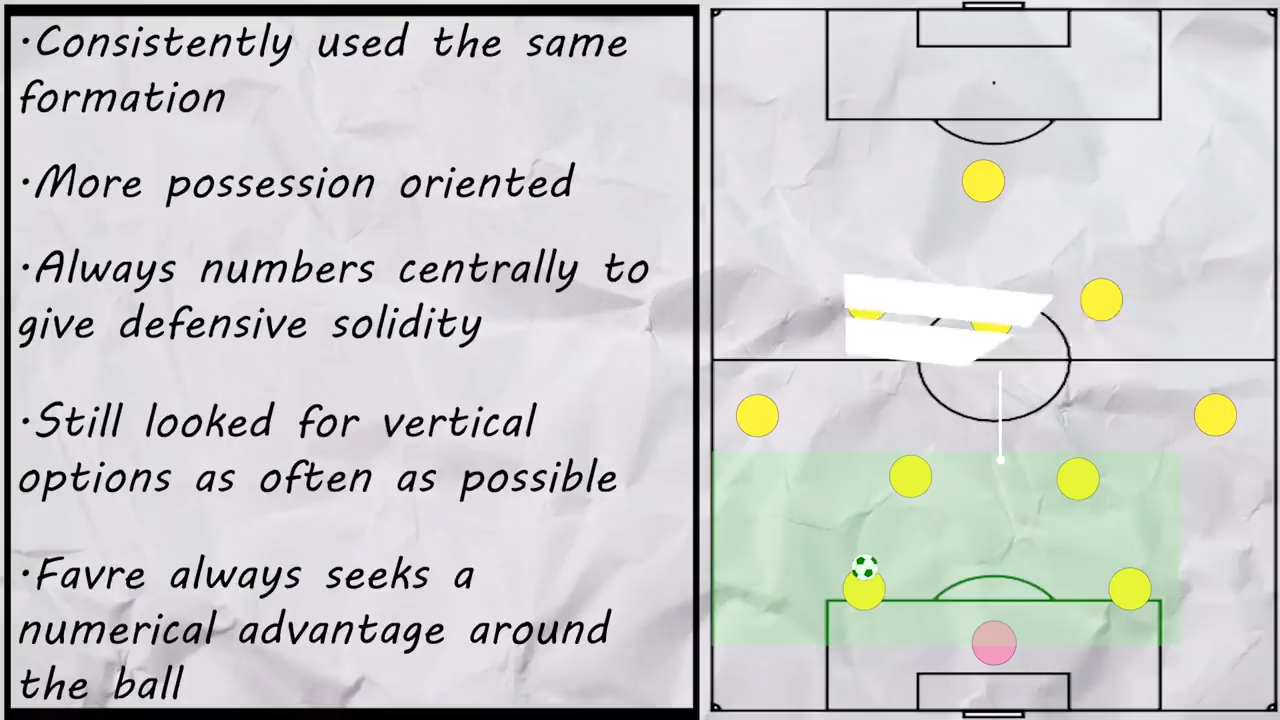 ·Consistently used the same
formation
·More possession oriented
·Always numbers centrally to
give defensive solidity
·Still looked for vertical
options as often as possible
·Favre always seeks a
numerical advantage around
the ball